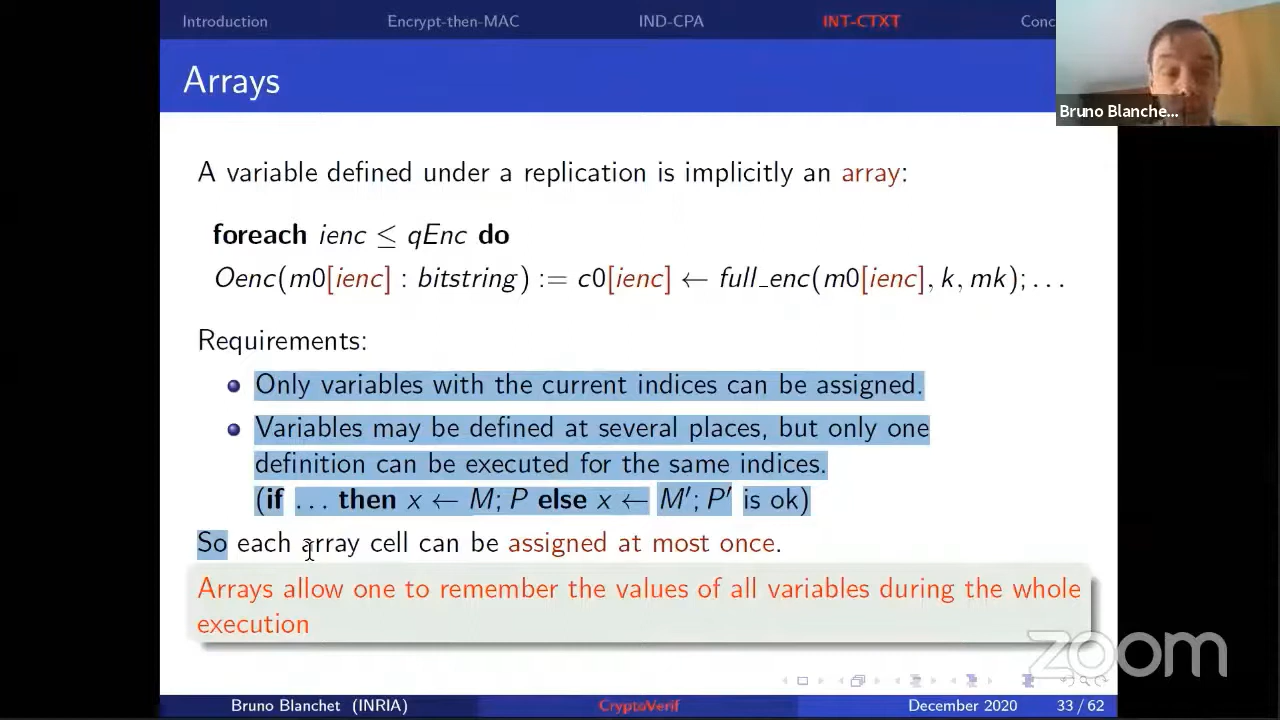 Introduction Encrypt-then-MAC IND-CPA INT-CTXT Conc
Arrays
Bruno Blanche...
A variable defined under a replication is implicitly an array:
foreach ienc ≤ qEnc do
Oenc(m0[ienc] : bitstring) := c0[ienc] ← full_enc(m0[ienc], k, mk); ...
Requirements:
Only variables with the current indices can be assigned.
Variables may be defined at several places, but only one
definition can be executed for the same indices.
(if ... then x ← M; P else x ← M′; P′ is ok)
So each array cell can be assigned at most once.
Arrays allow one to remember the values of all variables during the whole
execution
zoom
Bruno Blanchet (INRIA) CryptoVerif December 2020 33 / 62